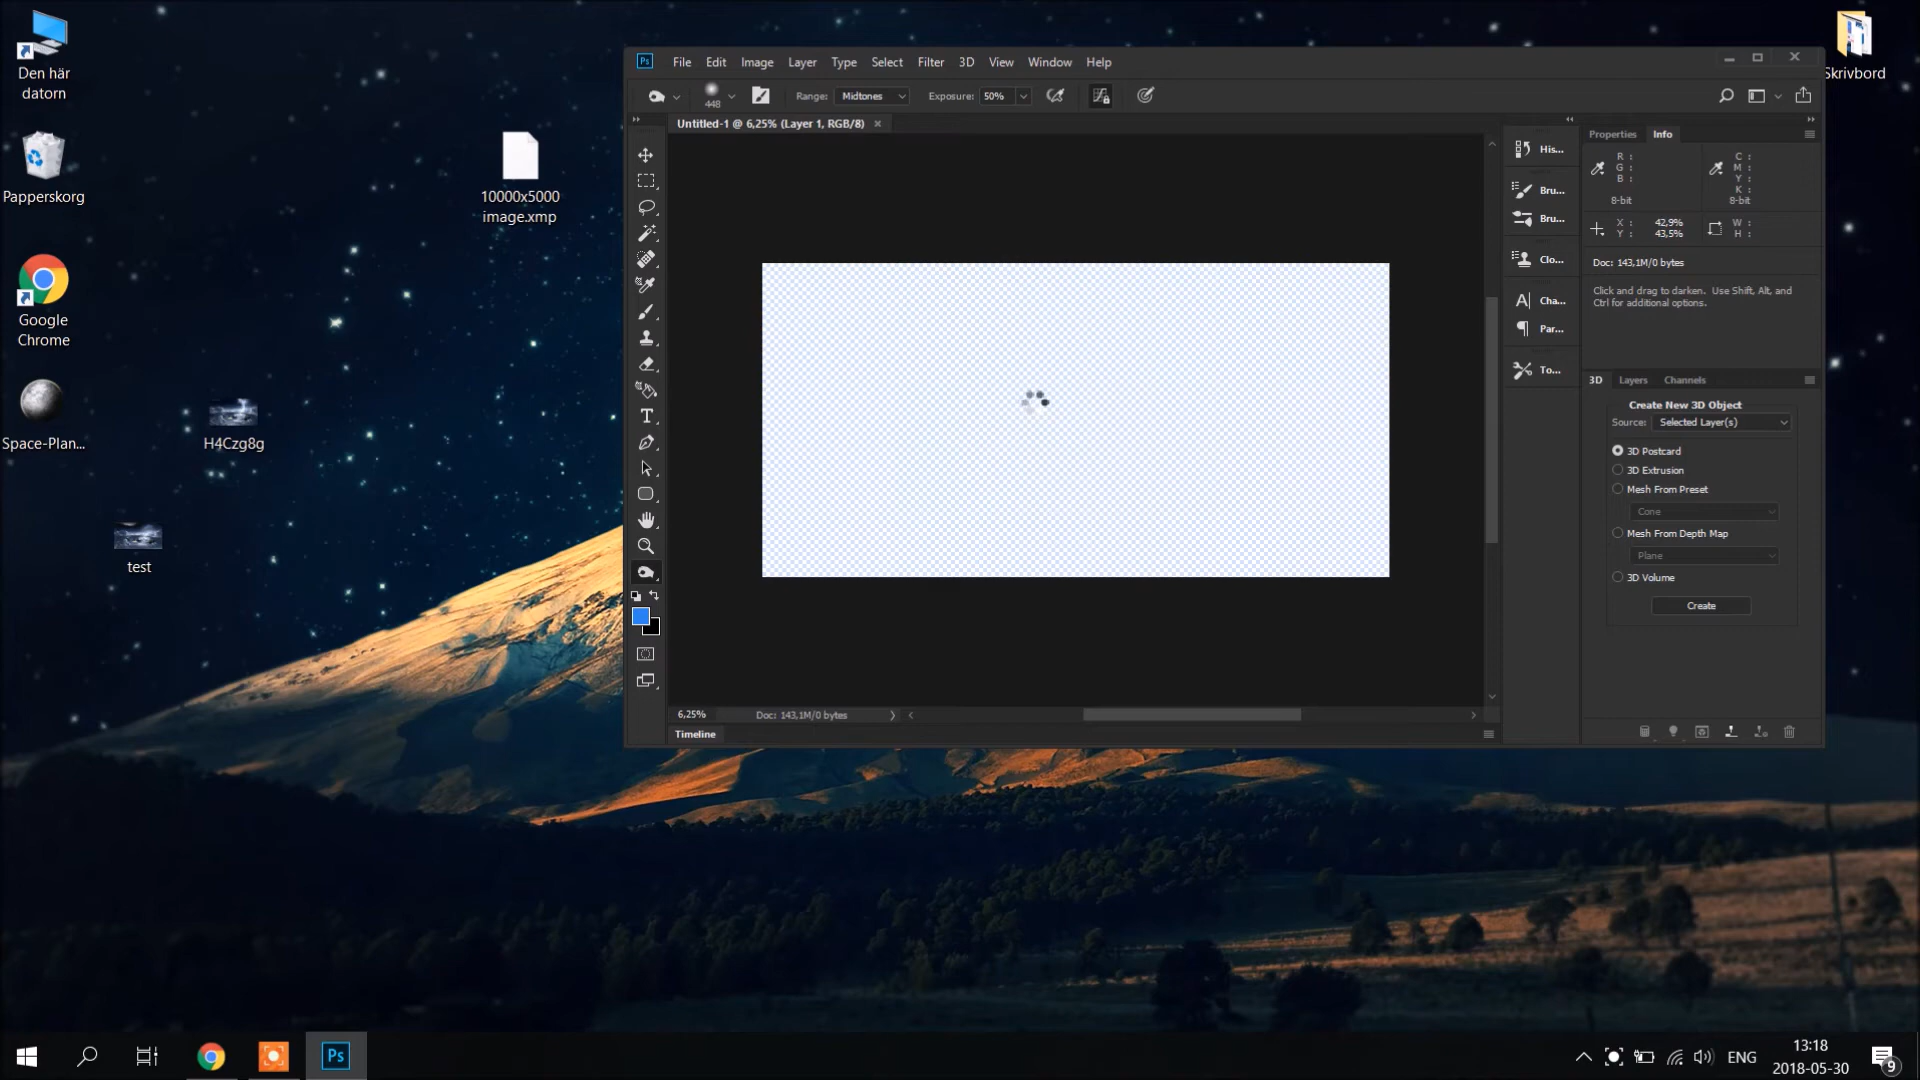 Den här
datorn
Papperskorg
Google
Chrome
Space-Plan...
H4Czg8g
test
10000x5000
image.xmp
Skrivbord
Ps
File Edit Image Layer Type Select Filter 3D View Window Help
448 Range: Midtones Exposure: 50%
Untitled-1 @ 6,25% (Layer 1, RGB/8)
His...
Bru...
Bru...
Clo...
Cha...
Par...
To...
Properties Info
R : C :
G : M :
B : Y :
K :
8-bit 8-bit
X : 42,9% W :
Y : 43,5% H :
Doc: 143,1M/0 bytes
Click and drag to darken. Use Shift, Alt, and
Ctrl for additional options.
3D Layers Channels
Create New 3D Object
Source: Selected Layer(s)
3D Postcard
3D Extrusion
Mesh From Preset
Cone
Mesh From Depth Map
Plane
3D Volume
Create
6,25% Doc: 143,1M/0 bytes
Timeline
Ps
ENG
13:18
2018-05-30
9